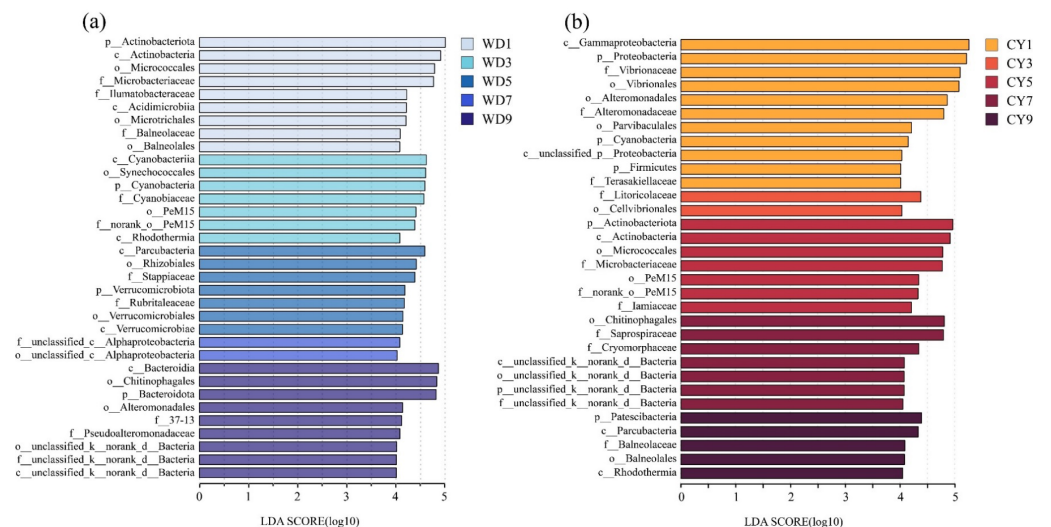 (a)
p__Actinobacteriota
c__Actinobacteria
o__Micrococcales
f__Microbacteriaceae
f__Ilumatobacteraceae
c__Acidimicrobiia
o__Microtrichales
f__Balneolaceae
o__Balneolales
c__Cyanobacteriia
o__Synechococcales
p__Cyanobacteria
f__Cyanobiaceae
o__PeM15
f__norank_o__PeM15
c__Rhodothermia
c__Parcubacteria
o__Rhizobiales
f__Stappiaceae
p__Verrucomicrobiota
f__Rubritaleaceae
o__Verrucomicrobiales
c__Verrucomicrobiae
f__unclassified_c__Alphaproteobacteria
o__unclassified_c__Alphaproteobacteria
c__Bacteroidia
o__Chitinophagales
p__Bacteroidota
o__Alteromonadales
f__37-13
f__Pseudoalteromonadaceae
o__unclassified_k__norank_d__Bacteria
f__unclassified_k__norank_d__Bacteria
c__unclassified_k__norank_d__Bacteria
0 1 2 3 4 5
LDA SCORE(log10)
WD1
WD3
WD5
WD7
WD9
(b)
c__Gammaproteobacteria
p__Proteobacteria
f__Vibrionaceae
o__Vibrionales
o__Alteromonadales
f__Alteromonadaceae
o__Parvibaculales
p__Cyanobacteria
c__unclassified_p__Proteobacteria
p__Firmicutes
f__Terasakiellaceae
f__Litoricolaceae
o__Cellvibrionales
p__Actinobacteriota
c__Actinobacteria
o__Micrococcales
f__Microbacteriaceae
o__PeM15
f__norank_o__PeM15
f__Iamiaceae
o__Chitinophagales
f__Saprospiraceae
f__Cryomorphaceae
c__unclassified_k__norank_d__Bacteria
o__unclassified_k__norank_d__Bacteria
p__unclassified_k__norank_d__Bacteria
f__unclassified_k__norank_d__Bacteria
p__Patescibacteria
c__Parcubacteria
f__Balneolaceae
o__Balneolales
c__Rhodothermia
0 1 2 3 4 5
LDA SCORE(log10)
CY1
CY3
CY5
CY7
CY9